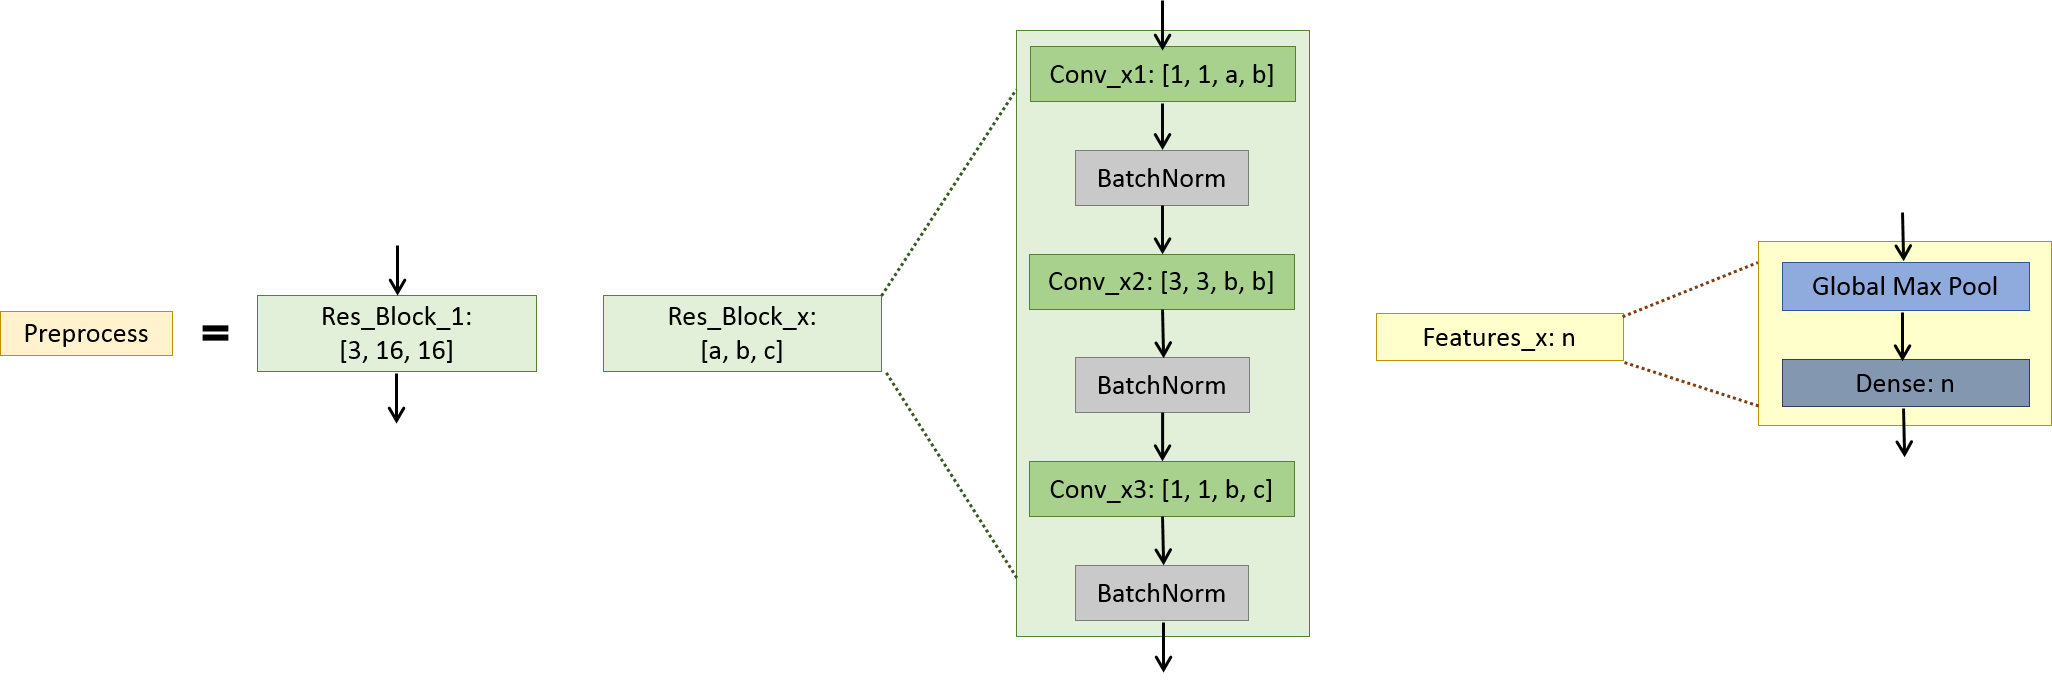 Preprocess
=
Res_Block_1:
[3, 16, 16]
Res_Block_x:
[a, b, c]
Conv_x1: [1, 1, a, b]
BatchNorm
Conv_x2: [3, 3, b, b]
BatchNorm
Conv_x3: [1, 1, b, c]
BatchNorm
Features_x: n
Global Max Pool
Dense: n